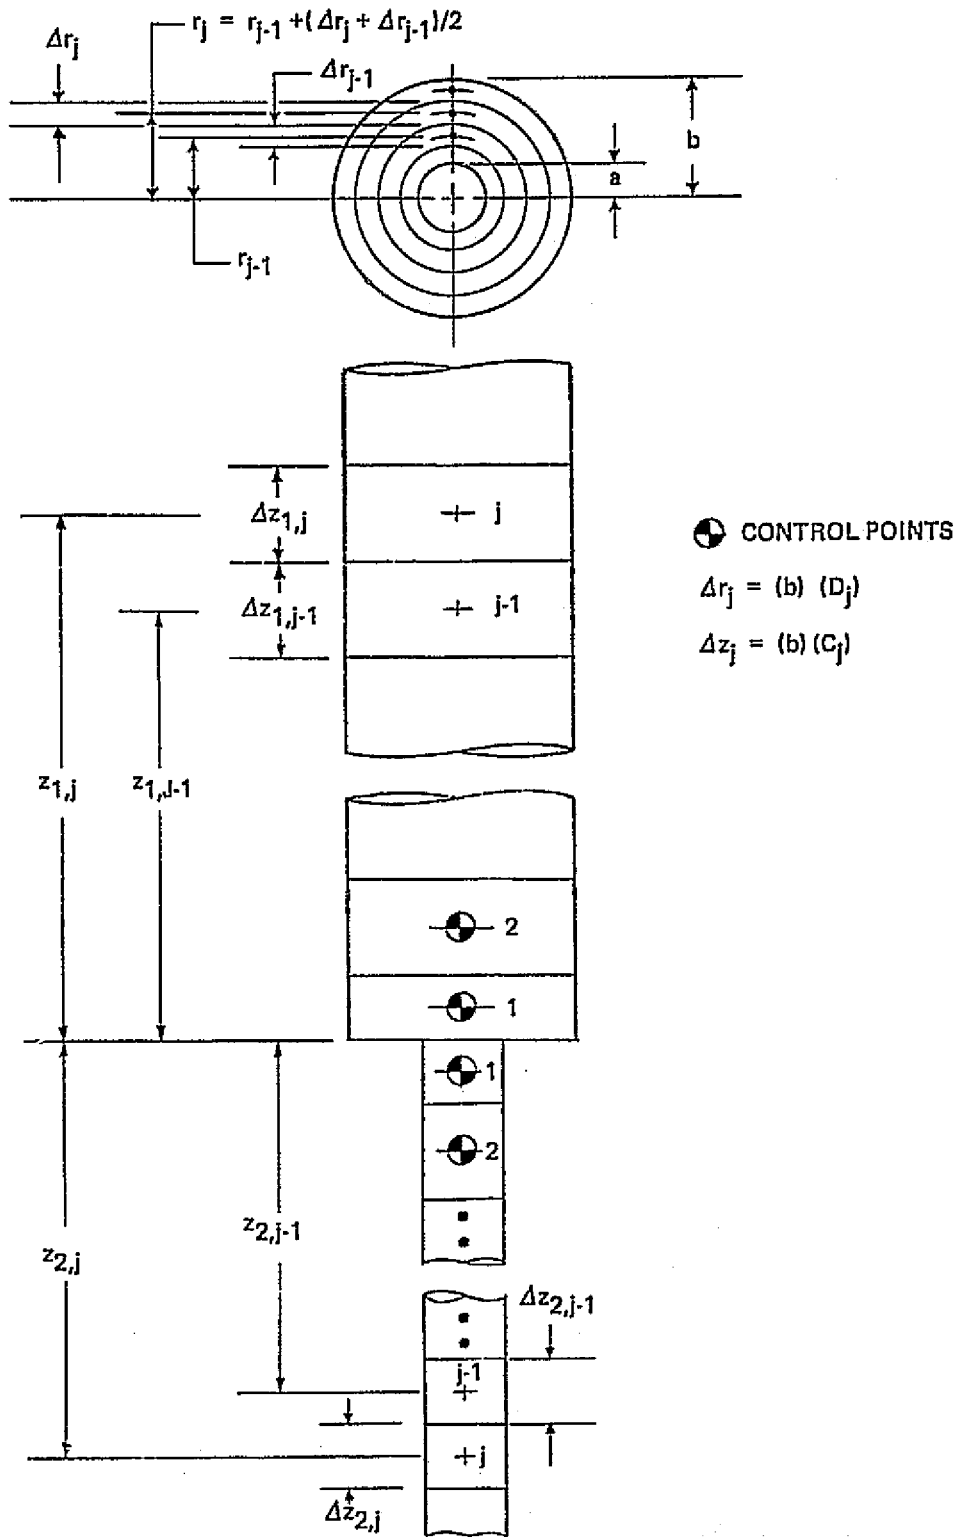 r_j = r_{j-1} + (Δr_j + Δr_{j-1})/2
Δr_j
Δr_{j-1}
b
a
r_{j-1}
Δz_{1,j}
j
CONTROL POINTS
Δz_{1,j-1}
j-1
Δr_j = (b) (D_j)
Δz_j = (b) (C_j)
z_{1,j}
z_{1,j-1}
2
1
1
2
z_{2,j-1}
z_{2,j}
Δz_{2,j-1}
j-1
j
Δz_{2,j}